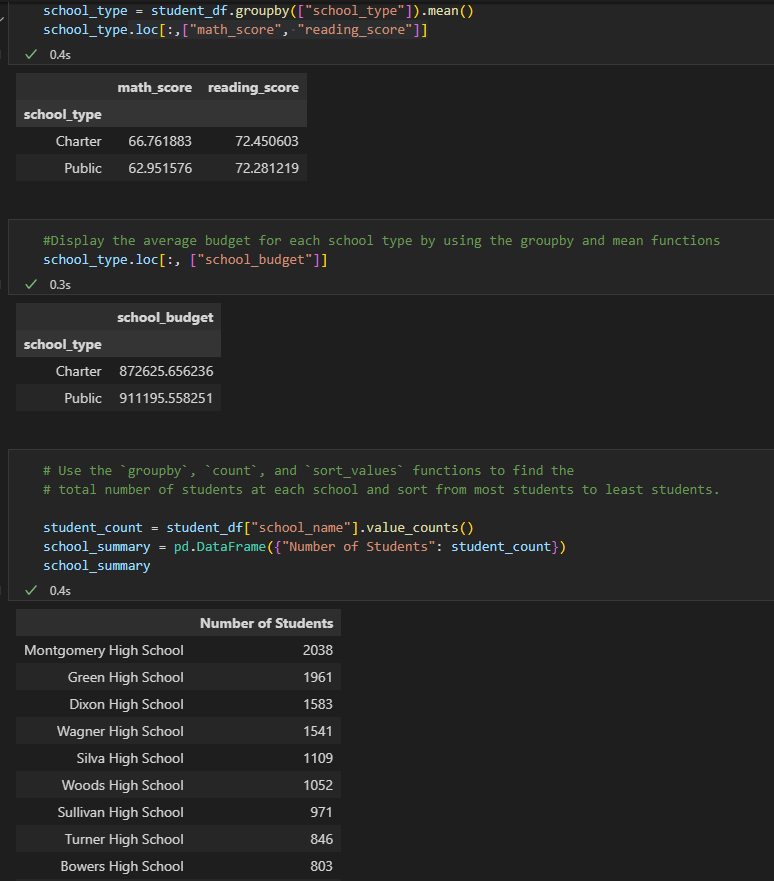 school_type = student_df.groupby(["school_type"]).mean()
school_type.loc[:,["math_score", "reading_score"]]
0.4s
math_score reading_score
school_type
Charter 66.761883 72.450603
Public 62.951576 72.281219
#Display the average budget for each school type by using the groupby and mean functions
school_type.loc[:, ["school_budget"]]
0.3s
school_budget
school_type
Charter 872625.656236
Public 911195.558251
# Use the `groupby`, `count`, and `sort_values` functions to find the
# total number of students at each school and sort from most students to least students.
student_count = student_df["school_name"].value_counts()
school_summary = pd.DataFrame({"Number of Students": student_count})
school_summary
0.4s
Number of Students
Montgomery High School 2038
Green High School 1961
Dixon High School 1583
Wagner High School 1541
Silva High School 1109
Woods High School 1052
Sullivan High School 971
Turner High School 846
Bowers High School 803